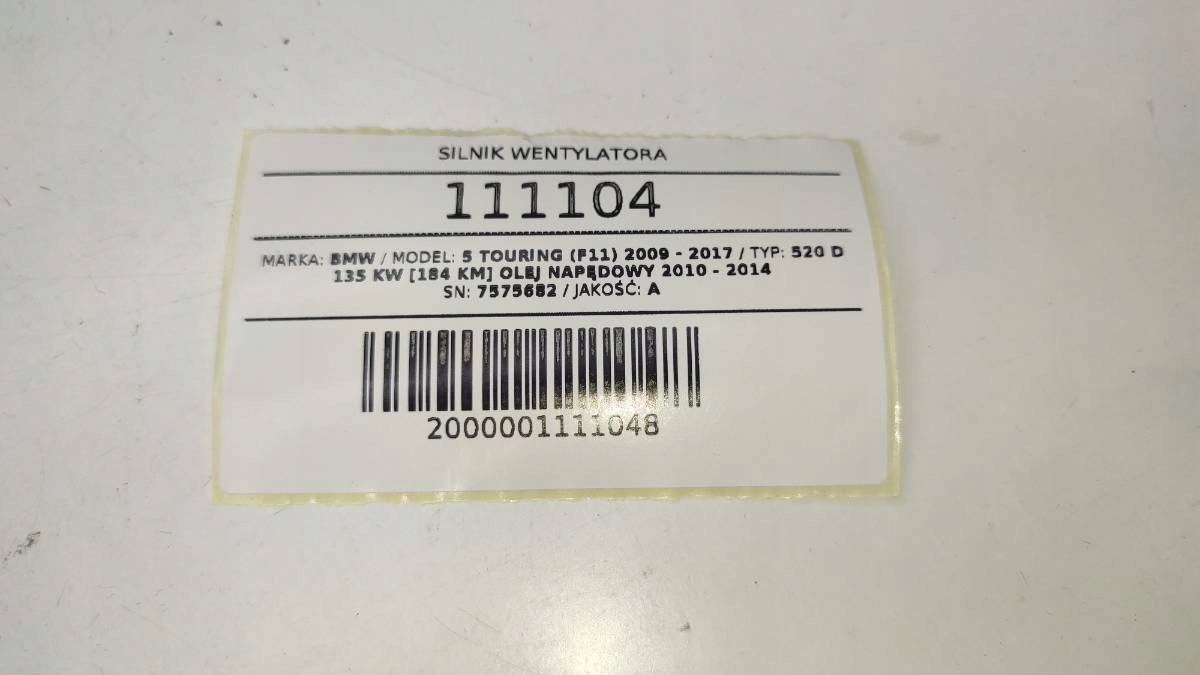 SILNIK WENTYLATORA
111104
MARKA: BMW / MODEL: 5 TOURING (F11) 2009 - 2017 / TYP: 520 D
135 KW [184 KM] OLEJ NAPĘDOWY 2010 - 2014
SN: 7575682 / JAKOŚĆ: A
2000001111048